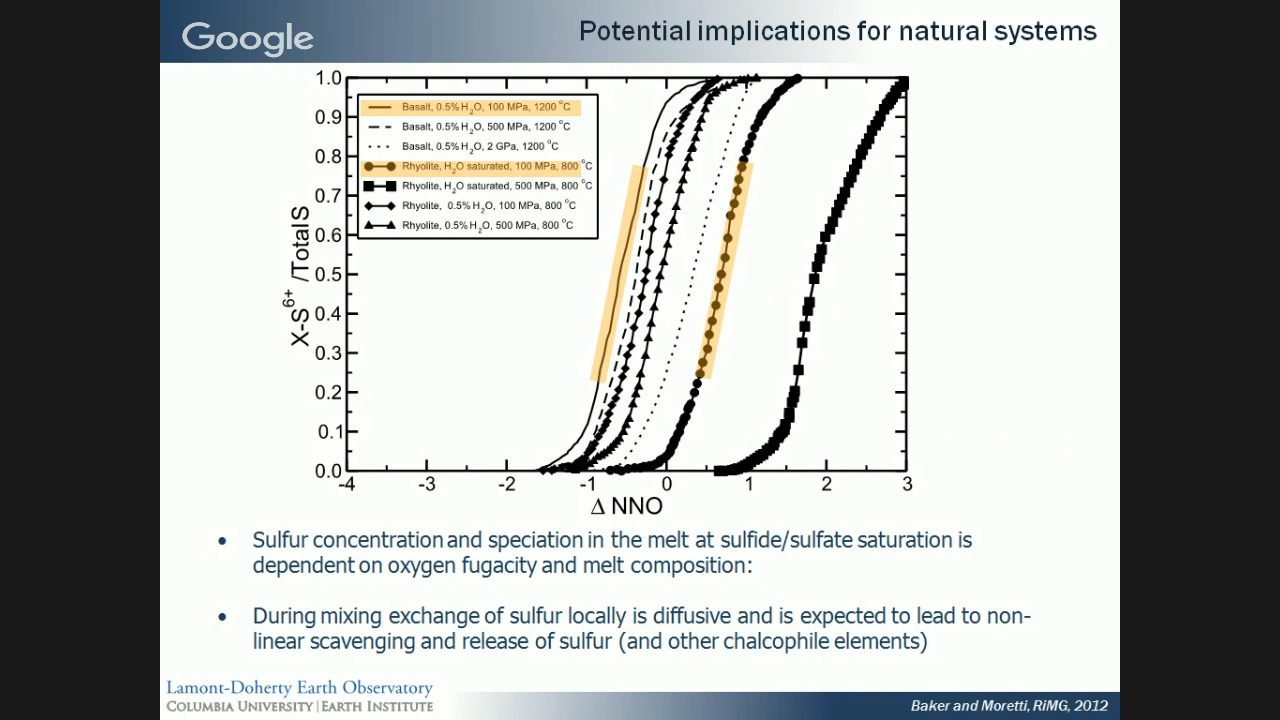 Google
Potential implications for natural systems
1.0
0.9
0.8
0.7
0.6
0.5
0.4
0.3
0.2
0.1
0.0
X-S6+ /TotalS
Basalt, 0.5% H2O, 100 MPa, 1200 °C
Basalt, 0.5% H2O, 500 MPa, 1200 °C
Basalt, 0.5% H2O, 2 GPa, 1200 °C
Rhyolite, H2O saturated, 100 MPa, 800 °C
Rhyolite, H2O saturated, 500 MPa, 800 °C
Rhyolite, 0.5% H2O, 100 MPa, 800 °C
Rhyolite, 0.5% H2O, 500 MPa, 800 °C
-4 -3 -2 -1 0 1 2 3
Δ NNO
• Sulfur concentration and speciation in the melt at sulfide/sulfate saturation is
dependent on oxygen fugacity and melt composition:
• During mixing exchange of sulfur locally is diffusive and is expected to lead to non-
linear scavenging and release of sulfur (and other chalcophile elements)
Lamont-Doherty Earth Observatory
COLUMBIA UNIVERSITY | EARTH INSTITUTE
Baker and Moretti, RiMG, 2012